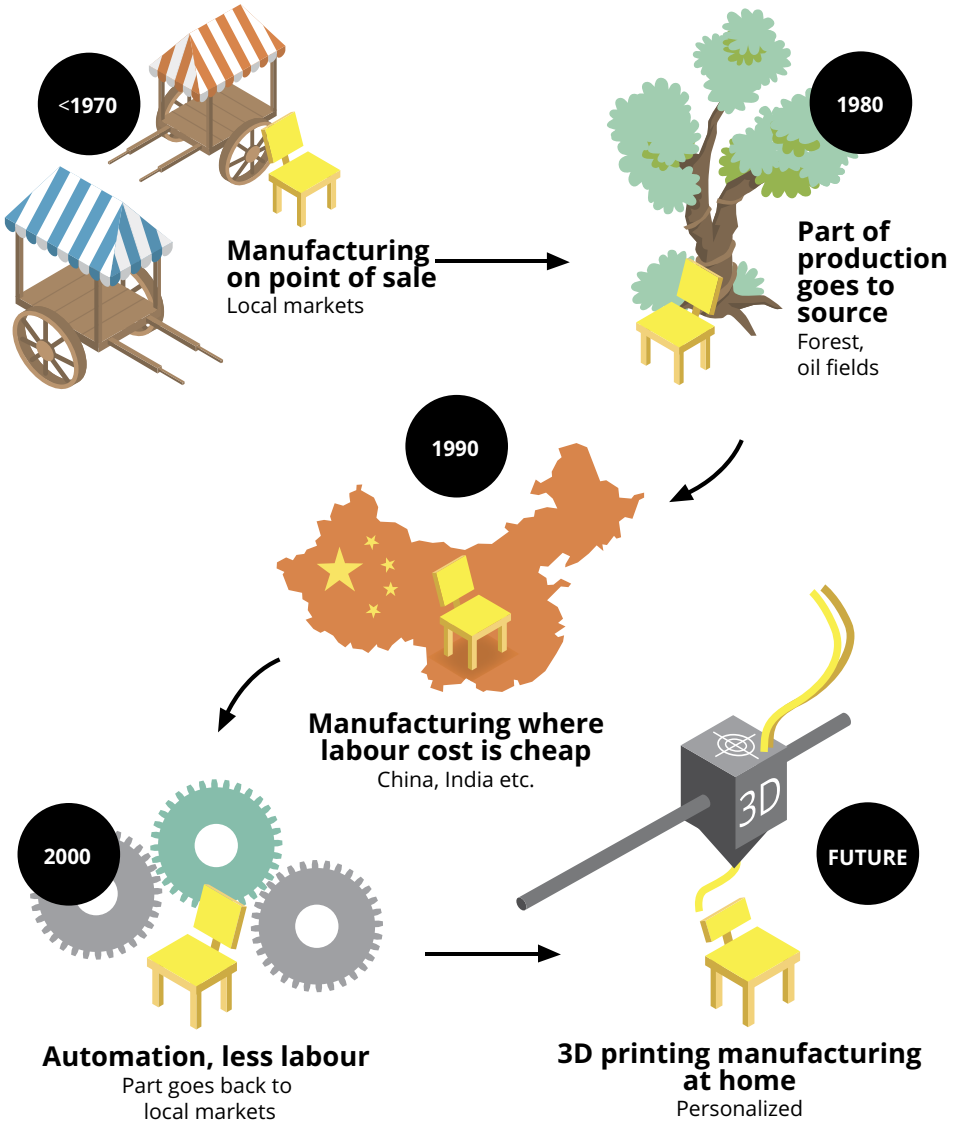 <1970
Manufacturing
on point of sale
Local markets
1980
Part of
production
goes to
source
Forest,
oil fields
1990
Manufacturing where
labour cost is cheap
China, India etc.
2000
Automation, less labour
Part goes back to
local markets
3D
FUTURE
3D printing manufacturing
at home
Personalized